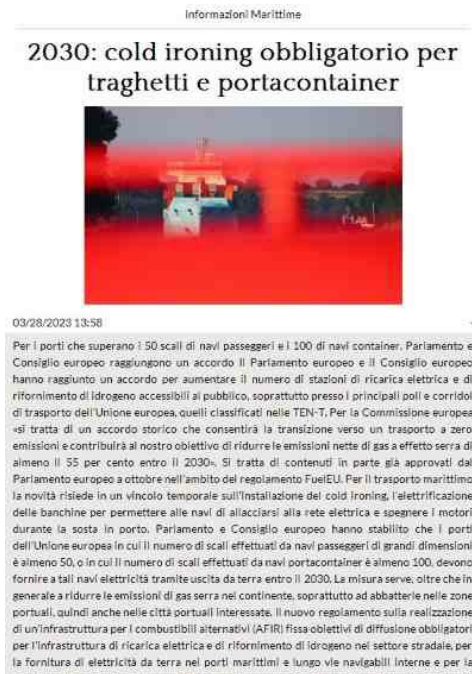 Informazioni Marittime
2030: cold ironing obbligatorio per
traghetti e portacontainer
03/28/2023 13:58
Per i porti che superano i 50 scali di navi passeggeri e i 100 di navi container. Parlamento e
Consiglio europeo raggiungono un accordo Il Parlamento europeo e il Consiglio europeo
hanno raggiunto un accordo per aumentare il numero di stazioni di ricarica elettrica e di
rifornimento di idrogeno accessibili al pubblico, soprattutto presso i principali poli e corridoi
di trasporto dell'Unione europea, quelli classificati nelle TEN-T. Per la Commissione europea
«si tratta di un accordo storico che consentirà la transizione verso un trasporto a zero
emissioni e contribuirà al nostro obiettivo di ridurre le emissioni nette di gas a effetto serra di
almeno il 55 per cento entro il 2030». Si tratta di contenuti in parte già approvati dal
Parlamento europeo a ottobre nell'ambito del regolamento FuelEU. Per il trasporto marittimo
la novità risiede in un vincolo temporale sull'installazione del cold ironing, l'elettrificazione
delle banchine per permettere alle navi di allacciarsi alla rete elettrica e spegnere i motori
durante la sosta in porto. Parlamento e Consiglio europeo hanno stabilito che i porti
dell'Unione europea in cui il numero di scali effettuati da navi passeggeri di grandi dimensioni
è almeno 50, o in cui il numero di scali effettuati da navi portacontainer è almeno 100, devono
fornire a tali navi elettricità tramite uscita da terra entro il 2030. La misura serve, oltre che in
generale a ridurre le emissioni di gas serra nel continente, soprattutto ad abbatterle nelle zone
portuali, quindi anche nelle città portuali interessate. Il nuovo regolamento sulla realizzazione
di un'infrastruttura per i combustibili alternativi (AFIR) fissa obiettivi di diffusione obbligatori
per l'infrastruttura di ricarica elettrica e di rifornimento di idrogeno nel settore stradale, per
la fornitura di elettricità da terra nei porti marittimi e lungo vie navigabili interne e per la